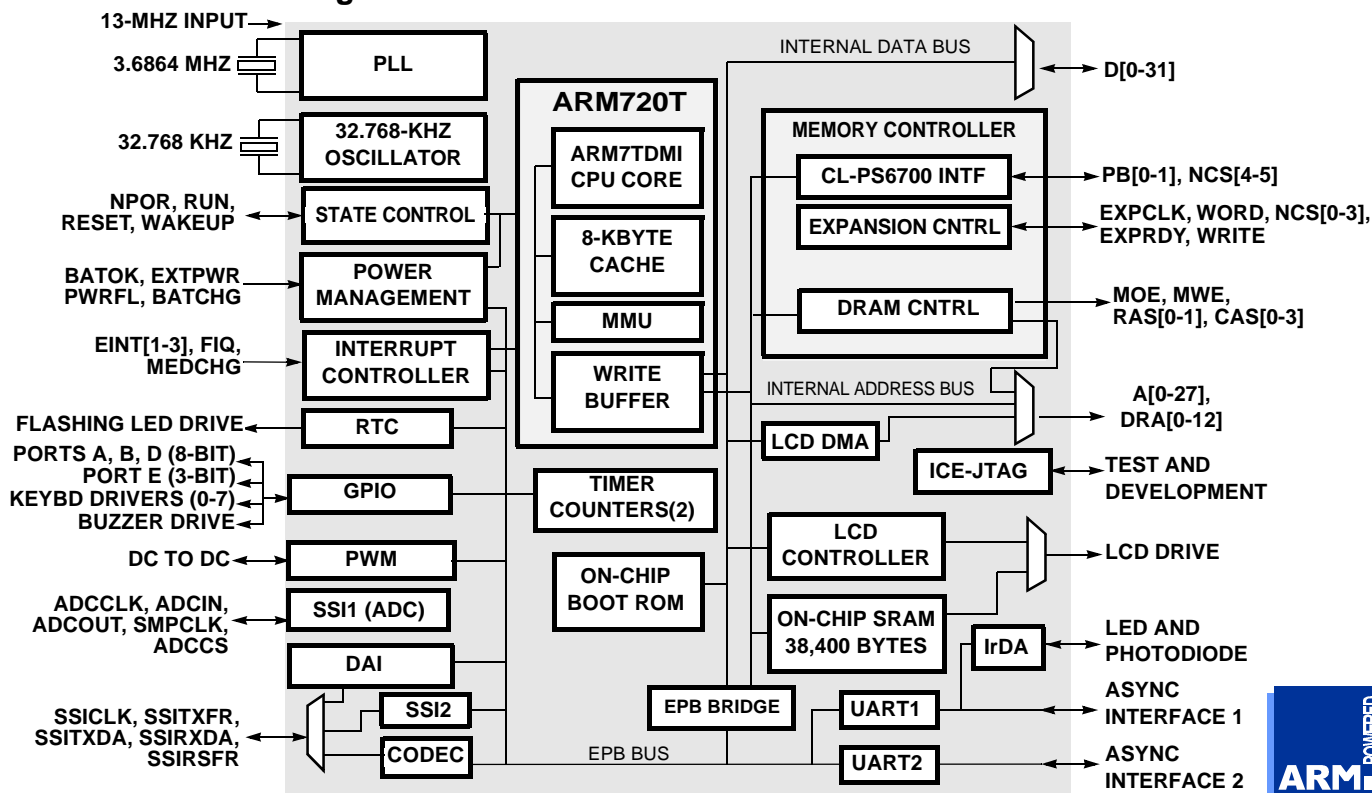 13-MHZ INPUT
3.6864 MHZ
32.768 KHZ
NPOR, RUN,
RESET, WAKEUP
BATOK, EXTPWR
PWRFL, BATCHG
EINT[1-3], FIQ,
MEDCHG
FLASHING LED DRIVE
PORTS A, B, D (8-BIT)
PORT E (3-BIT)
KEYBD DRIVERS (0-7)
BUZZER DRIVE
DC TO DC
ADCCLK, ADCIN,
ADCOUT, SMPCLK,
ADCCS
SSICLK, SSITXFR,
SSITXDA, SSIRXDA,
SSIRSFR
PLL
32.768-KHZ
OSCILLATOR
STATE CONTROL
POWER
MANAGEMENT
INTERRUPT
CONTROLLER
RTC
GPIO
PWM
SSI1 (ADC)
DAI
SSI2
CODEC
ARM720T
ARM7TDMI
CPU CORE
8-KBYTE
CACHE
MMU
WRITE
BUFFER
TIMER
COUNTERS(2)
ON-CHIP
BOOT ROM
EPB BUS
INTERNAL DATA BUS
MEMORY CONTROLLER
CL-PS6700 INTF
EXPANSION CNTRL
DRAM CNTRL
INTERNAL ADDRESS BUS
LCD DMA
ICE-JTAG
LCD
CONTROLLER
ON-CHIP SRAM
38,400 BYTES
IrDA
EPB BRIDGE
UART1
UART2
D[0-31]
PB[0-1], NCS[4-5]
EXPCLK, WORD, NCS[0-3],
EXPRDY, WRITE
MOE, MWE,
RAS[0-1], CAS[0-3]
A[0-27],
DRA[0-12]
TEST AND
DEVELOPMENT
LCD DRIVE
LED AND
PHOTODIODE
ASYNC
INTERFACE 1
ASYNC
INTERFACE 2
ARM
POWERED